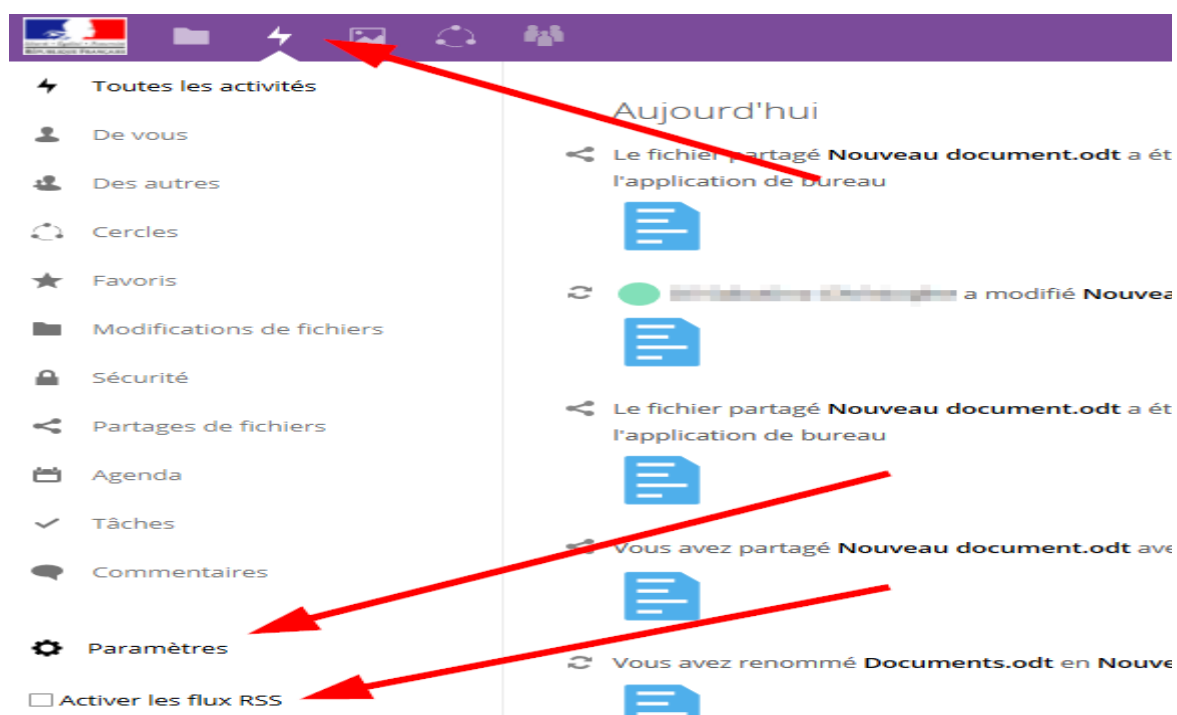 Toutes les activités
De vous
Des autres
Cercles
Favoris
Modifications de fichiers
Sécurité
Partages de fichiers
Agenda
Tâches
Commentaires
Paramètres
Activer les flux RSS
Aujourd'hui
Le fichier partagé Nouveau document.odt a ét
l'application de bureau
a modifié Nouvea
Le fichier partagé Nouveau document.odt a ét
l'application de bureau
Vous avez partagé Nouveau document.odt ave
Vous avez renommé Documents.odt en Nouve